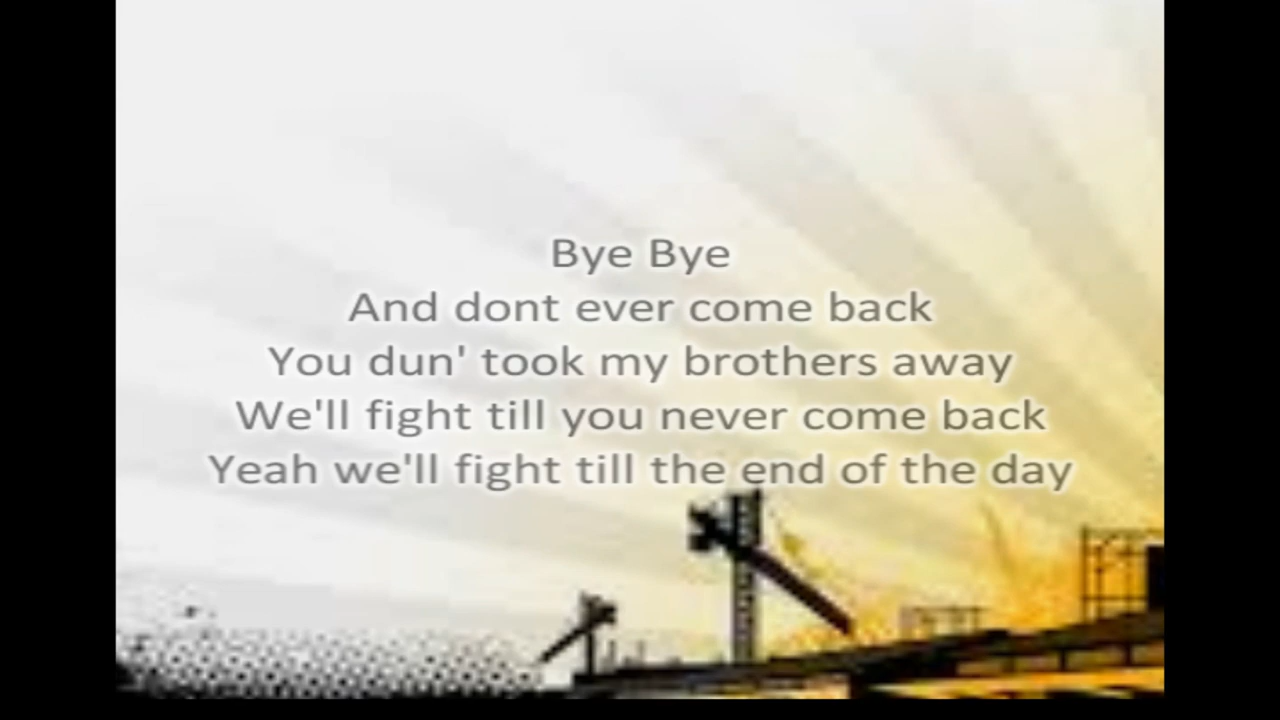 Bye Bye
And dont ever come back
You dun' took my brothers away
We'll fight till you never come back
Yeah we'll fight till the end of the day